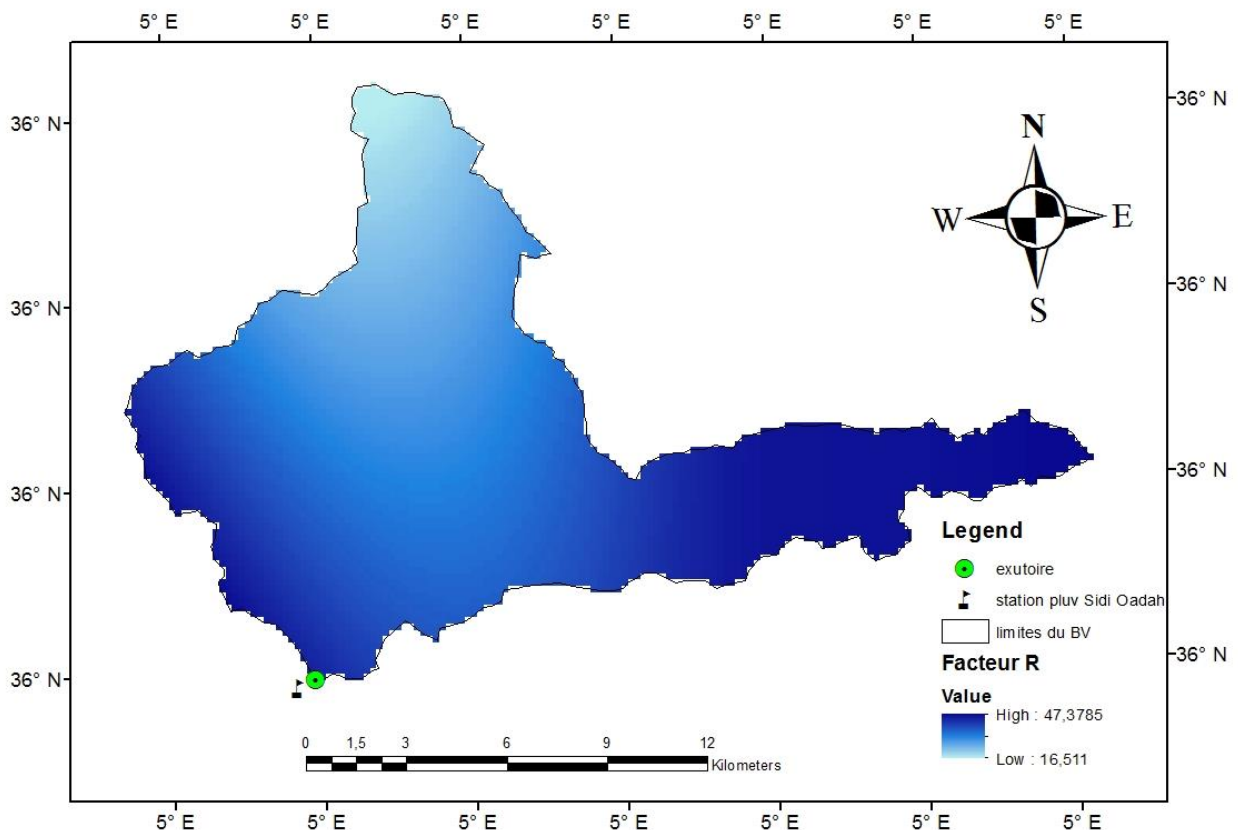 5° E 5° E 5° E 5° E 5° E 5° E 5° E
36° N
36° N
36° N
36° N
36° N
36° N
36° N
36° N
N
W E
S
Legend
exutoire
station pluv Sidi Oadah
limites du BV
Facteur R
Value
High : 47,3785
Low : 16,511
0 1,5 3 6 9 12
Kilometers
5° E 5° E 5° E 5° E 5° E 5° E 5° E